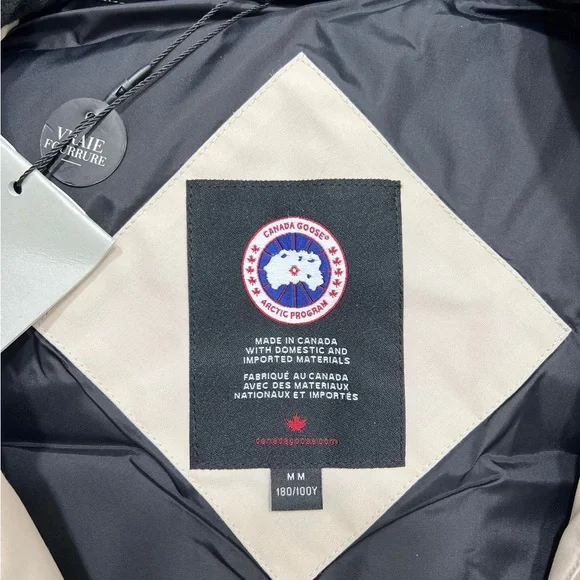 VRAIE
FOURRURE
CANADA GOOSE®
ARCTIC PROGRAM
MADE IN CANADA
WITH DOMESTIC AND
IMPORTED MATERIALS
FABRIQUÉ AU CANADA
AVEC DES MATERIAUX
NATIONAUX ET IMPORTÉS
canadagoose.com
M M
180/100Y